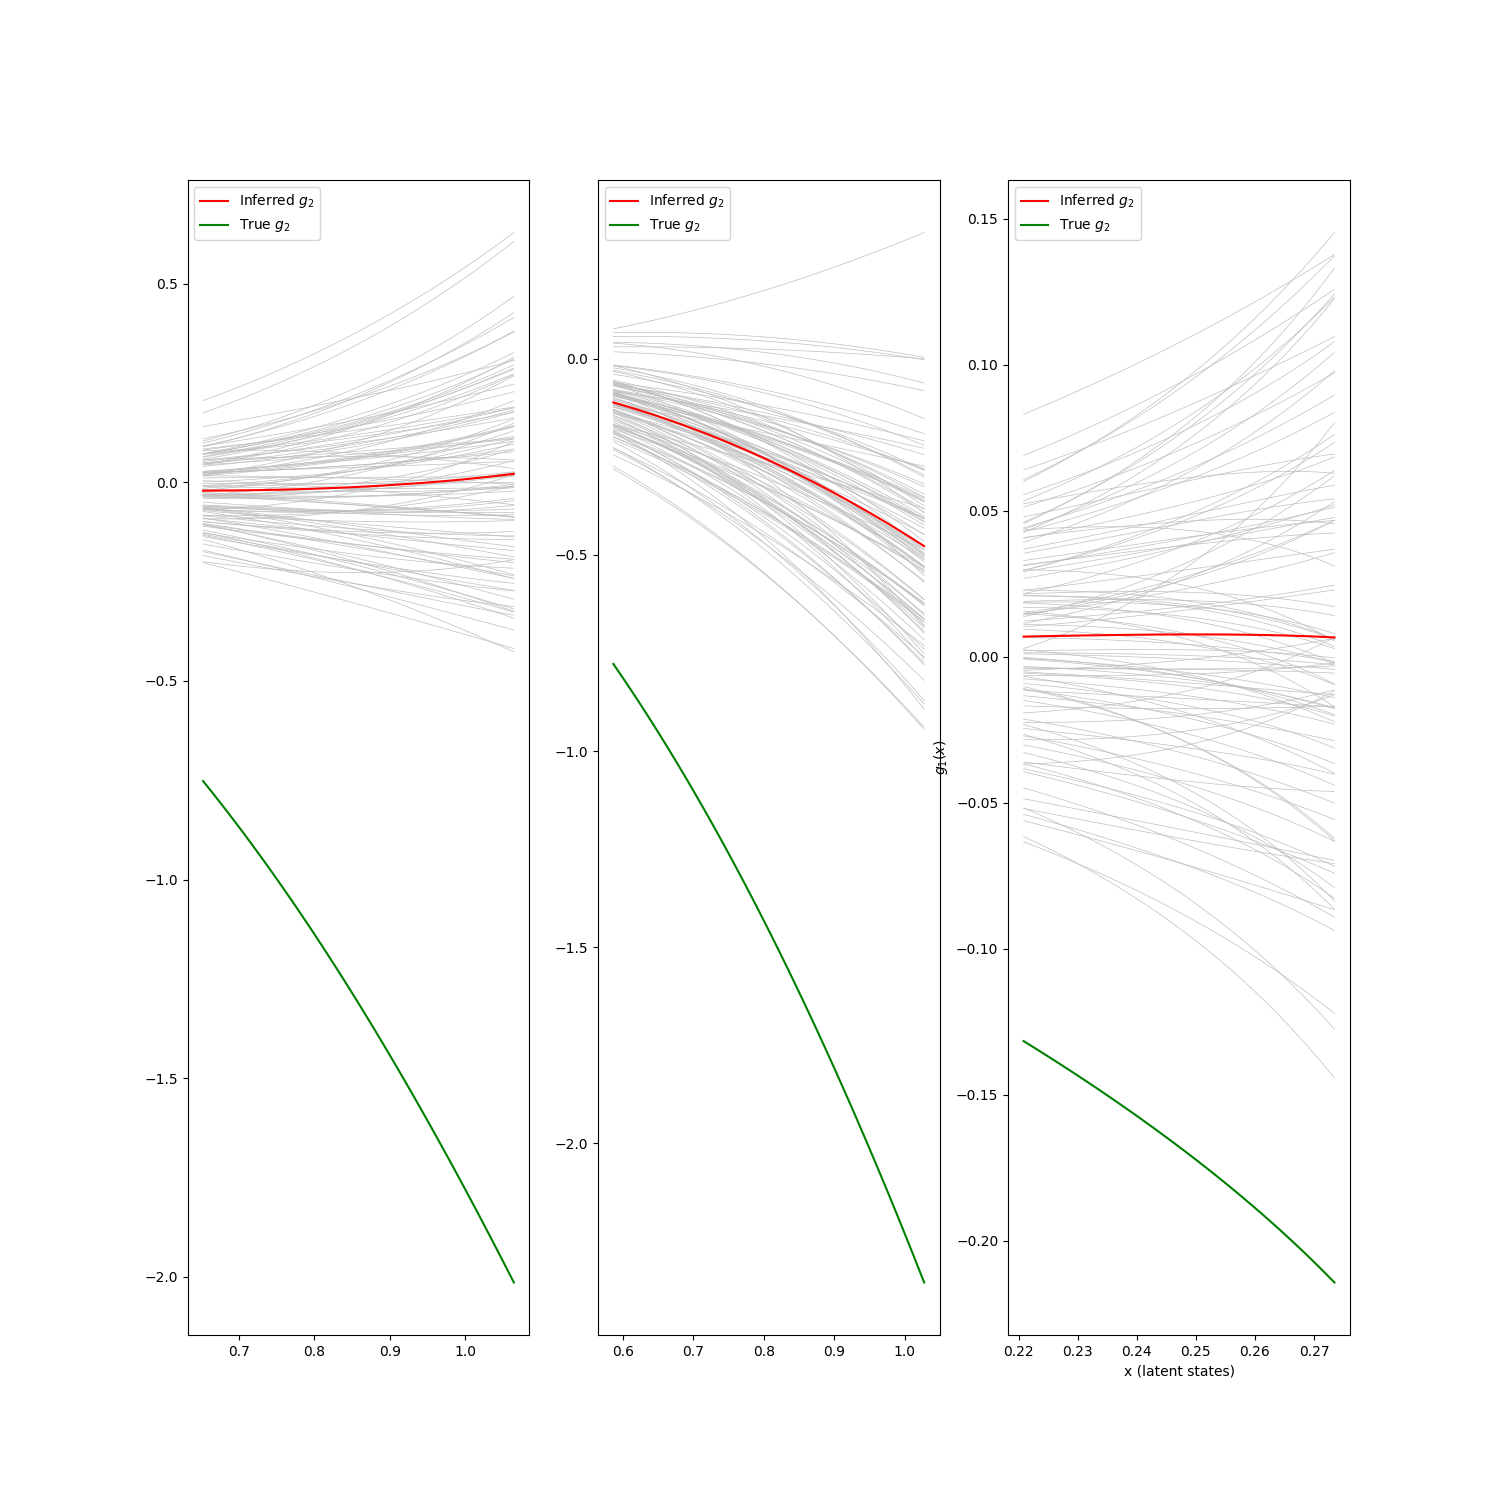 Inferred g₂
True g₂
0.5
0.0
−0.5
−1.0
−1.5
−2.0
0.7 0.8 0.9 1.0
Inferred g₂
True g₂
0.0
−0.5
−1.0
−1.5
−2.0
0.6 0.7 0.8 0.9 1.0
g₁(x)
Inferred g₂
True g₂
0.15
0.10
0.05
0.00
−0.05
−0.10
−0.15
−0.20
0.22 0.23 0.24 0.25 0.26 0.27
x (latent states)